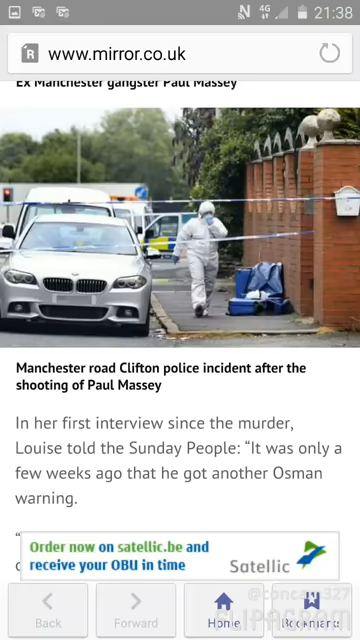 21:38
4G
R www.mirror.co.uk
Ex Manchester gangster Paul Massey
Manchester road Clifton police incident after the
shooting of Paul Massey
In her first interview since the murder,
Louise told the Sunday People: “It was only a
few weeks ago that he got another Osman
warning.
Order now on satellic.be and
receive your OBU in time
Satellic
@concam327
Back
Forward
Home
Bookmarks
CLIPAGRAM